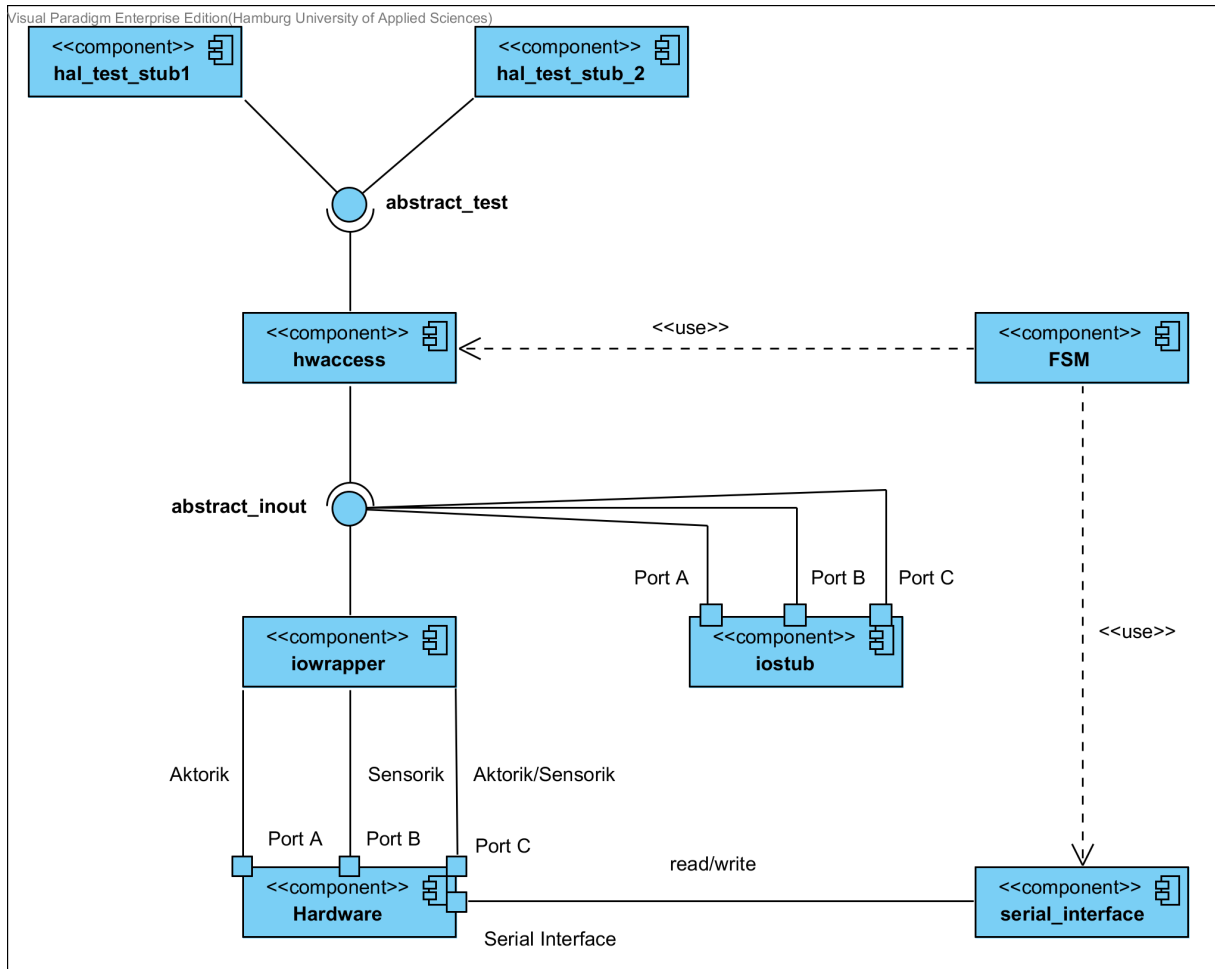 Visual Paradigm Enterprise Edition(Hamburg University of Applied Sciences)
<<component>>
hal_test_stub1
<<component>>
hal_test_stub_2
abstract_test
<<component>>
hwaccess
<<use>>
<<component>>
FSM
abstract_inout
Port A
Port B
Port C
<<component>>
iowrapper
<<component>>
iostub
<<use>>
Aktorik
Sensorik
Aktorik/Sensorik
Port A
Port B
Port C
read/write
<<component>>
Hardware
<<component>>
serial_interface
Serial Interface